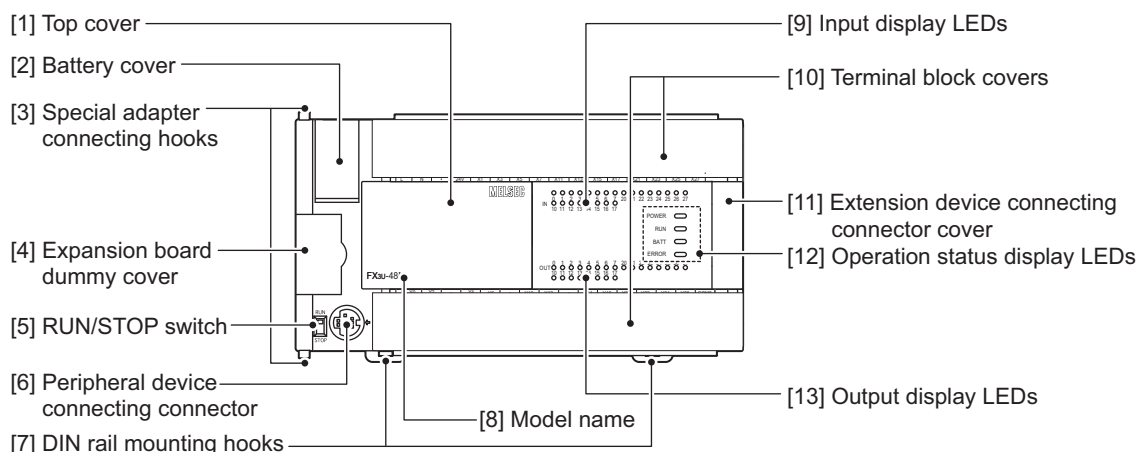 [1] Top cover
[2] Battery cover
[3] Special adapter
connecting hooks
[4] Expansion board
dummy cover
[5] RUN/STOP switch
[6] Peripheral device
connecting connector
[7] DIN rail mounting hooks
[8] Model name
[9] Input display LEDs
[10] Terminal block covers
[11] Extension device connecting
connector cover
[12] Operation status display LEDs
[13] Output display LEDs
MELSEC
IN
POWER
RUN
BATT
ERROR
OUT
FX3U-48
RUN
STOP